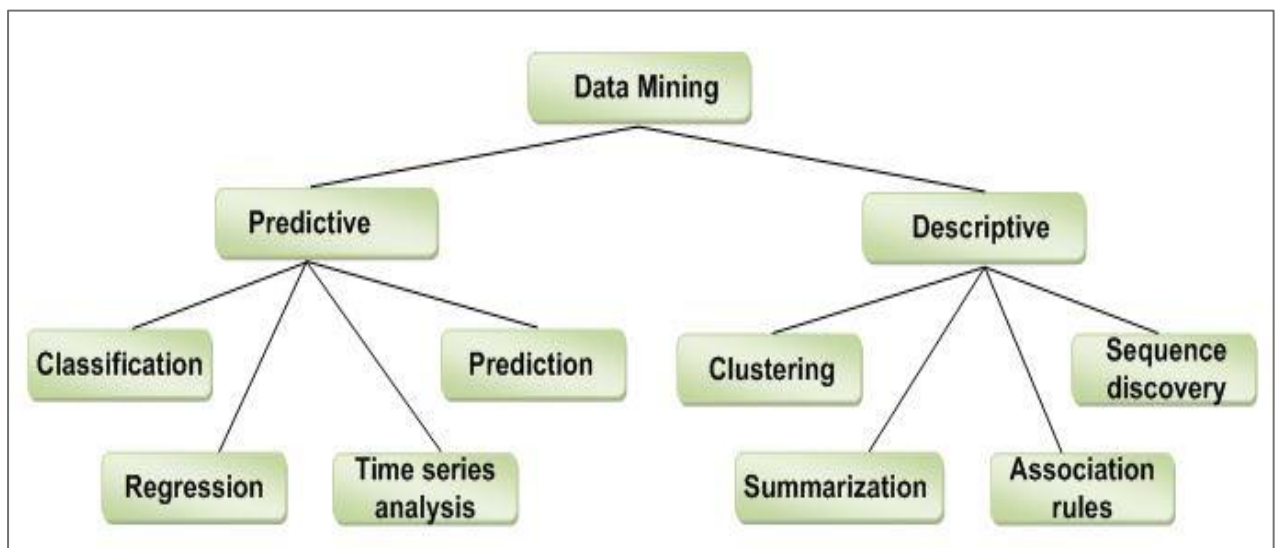 Data Mining
Predictive
Descriptive
Classification
Prediction
Clustering
Sequence
discovery
Regression
Time series
analysis
Summarization
Association
rules